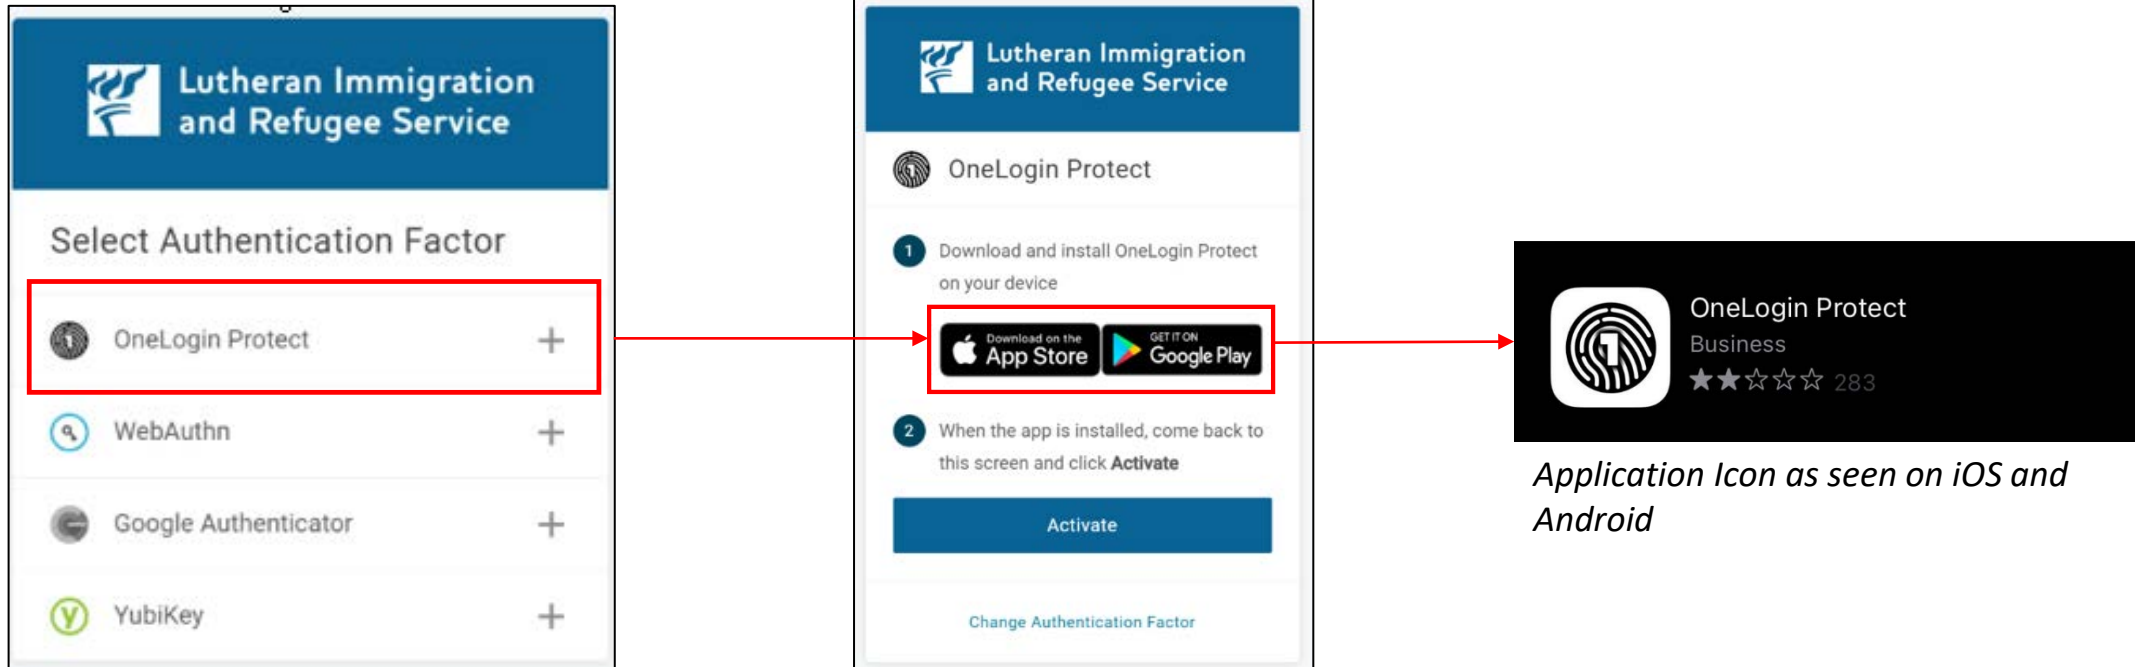 Lutheran Immigration
and Refugee Service
Select Authentication Factor
OneLogin Protect
WebAuthn
Google Authenticator
YubiKey
Lutheran Immigration
and Refugee Service
OneLogin Protect
1 Download and install OneLogin Protect
on your device
Download on the
App Store
GET IT ON
Google Play
2 When the app is installed, come back to
this screen and click Activate
Activate
Change Authentication Factor
OneLogin Protect
Business
283
Application Icon as seen on iOS and
Android